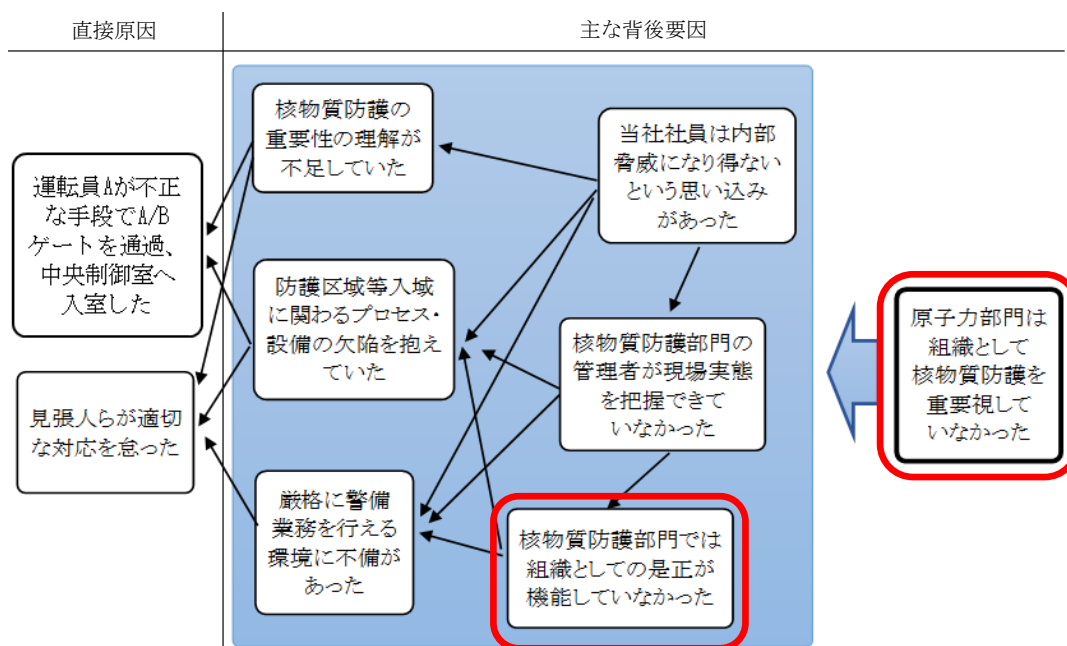 直接原因
主な背後要因
運転員Aが不正
な手段でA/B
ゲートを通過、
中央制御室へ
入室した
見張人らが適切
な対応を怠った
核物質防護の
重要性の理解が
不足していた
防護区域等入域
に関わるプロセス・
設備の欠陥を抱え
ていた
厳格に警備
業務を行える
環境に不備が
あった
当社社員は内部
脅威になり得ない
という思い込み
があった
核物質防護部門の
管理者が現場実態
を把握できて
いなかった
核物質防護部門では
組織としての是正が
機能していなかった
原子力部門は
組織として
核物質防護を
重要視して
いなかった